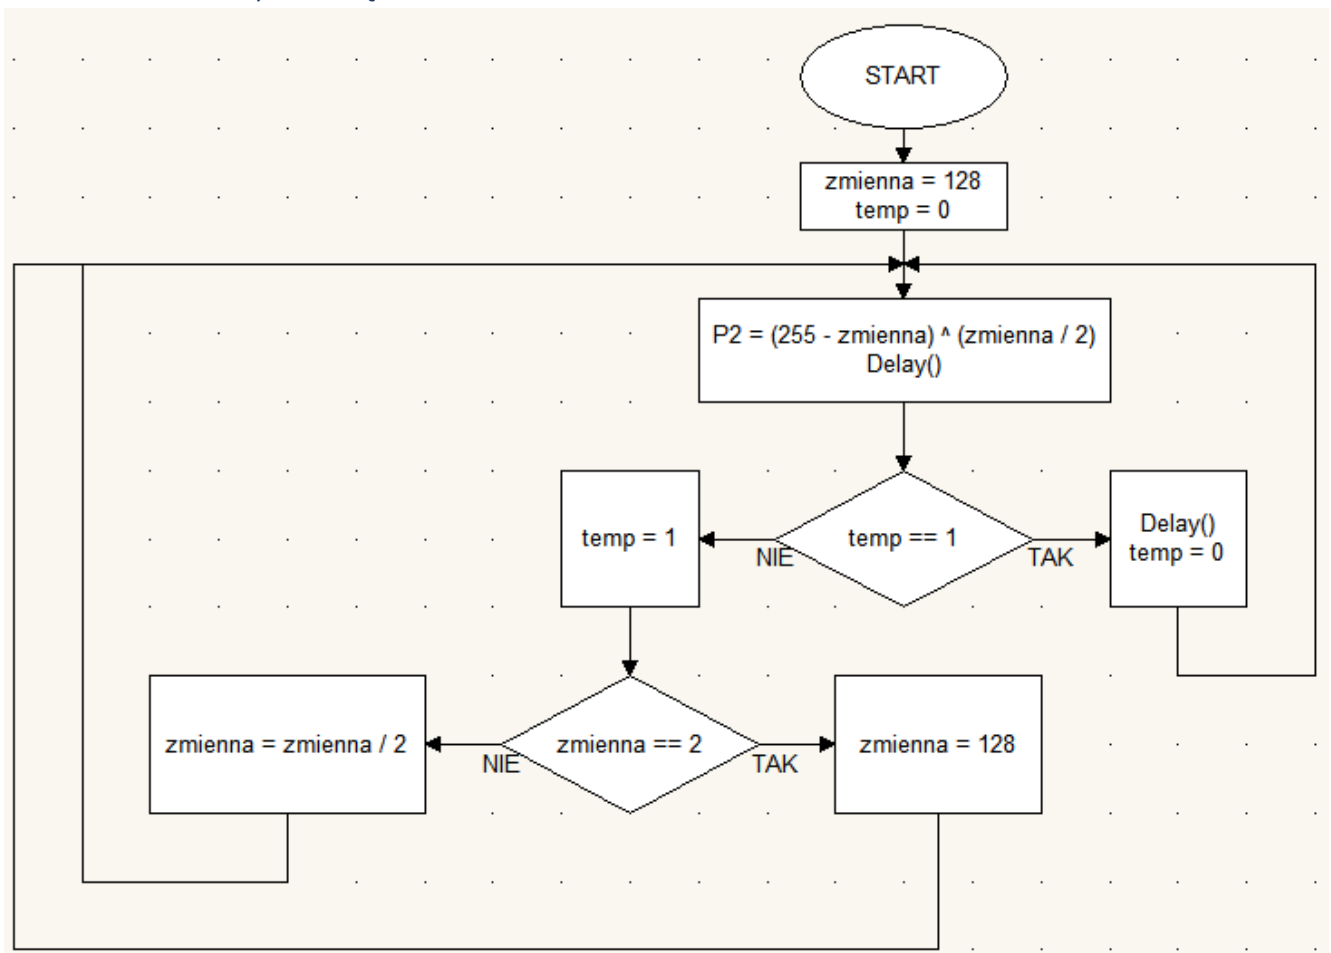 START
zmienna = 128
temp = 0
P2 = (255 - zmienna) ^ (zmienna / 2)
Delay()
temp = 1
NIE
temp == 1
TAK
Delay()
temp = 0
zmienna = zmienna / 2
NIE
zmienna == 2
TAK
zmienna = 128